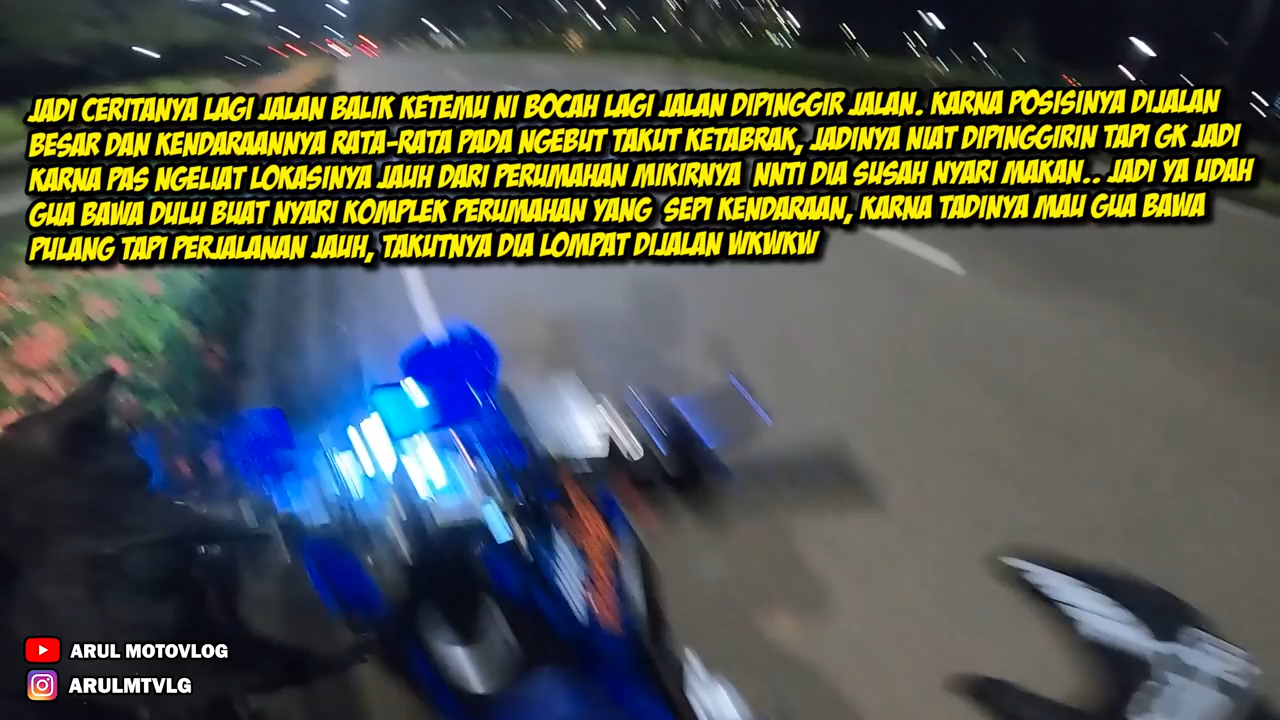 JADI CERITANYA LAGI JALAN BALIK KETEMU NI BOCAH LAGI JALAN DIPINGGIR JALAN. KARNA POSISINYA DIJALAN
BESAR DAN KENDARAANNYA RATA-RATA PADA NGEBUT TAKUT KETABRAK, JADINYA NIAT DIPINGGIRIN TAPI GK JADI
KARNA PAS NGELIAT LOKASINYA JAUH DARI PERUMAHAN MIKIRNYA NNTI DIA SUSAH NYARI MAKAN.. JADI YA UDAH
GUA BAWA DULU BUAT NYARI KOMPLEK PERUMAHAN YANG SEPI KENDARAAN, KARNA TADINYA MAU GUA BAWA
PULANG TAPI PERJALANAN JAUH, TAKUTNYA DIA LOMPAT DIJALAN WKWKW
ARUL MOTOVLOG
ARULMTVLG